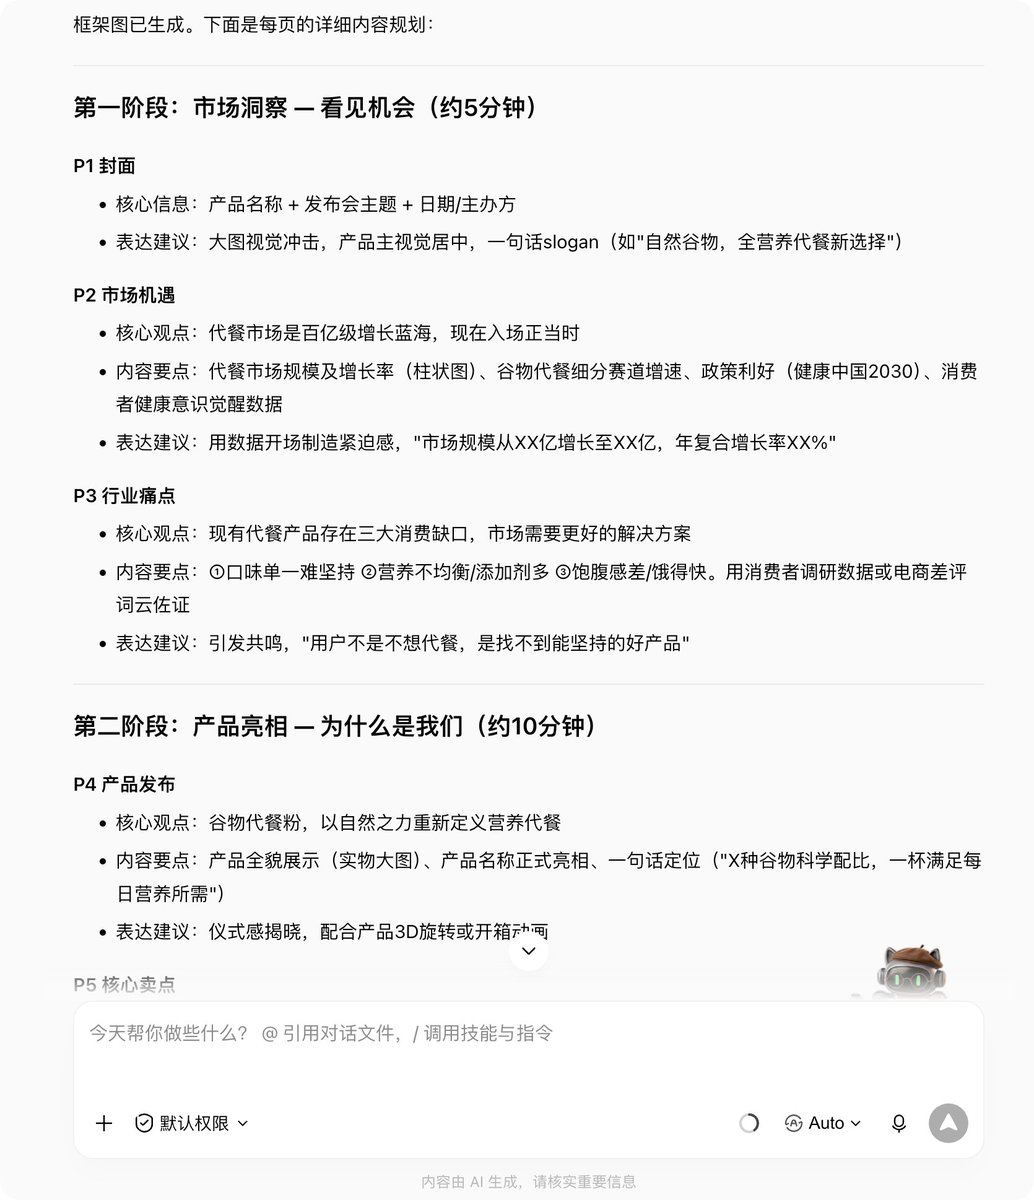 框架图已生成。下面是每页的详细内容规划：
第一阶段：市场洞察 — 看见机会（约5分钟）
P1 封面
• 核心信息：产品名称 + 发布会主题 + 日期/主办方
• 表达建议：大图视觉冲击，产品主视觉居中，一句话slogan（如"自然谷物，全营养代餐新选择"）
P2 市场机遇
• 核心观点：代餐市场是百亿级增长蓝海，现在入场正当时
• 内容要点：代餐市场规模及增长率（柱状图）、谷物代餐细分赛道增速、政策利好（健康中国2030）、消费
者健康意识觉醒数据
• 表达建议：用数据开场制造紧迫感，"市场规模从XX亿增长至XX亿，年复合增长率XX%"
P3 行业痛点
• 核心观点：现有代餐产品存在三大消费缺口，市场需要更好的解决方案
• 内容要点：①口味单一难坚持 ②营养不均衡/添加剂多 ③饱腹感差/饿得快。用消费者调研数据或电商差评
词云佐证
• 表达建议：引发共鸣，"用户不是不想代餐，是找不到能坚持的好产品"
第二阶段：产品亮相 — 为什么是我们（约10分钟）
P4 产品发布
• 核心观点：谷物代餐粉，以自然之力重新定义营养代餐
• 内容要点：产品全貌展示（实物大图）、产品名称正式亮相、一句话定位（"X种谷物科学配比，一杯满足每
日营养所需"）
• 表达建议：仪式感揭晓，配合产品3D旋转或开箱动画
P5 核心卖点
今天帮你做些什么？ @ 引用对话文件，/ 调用技能与指令
默认权限
Auto
内容由 AI 生成，请核实重要信息